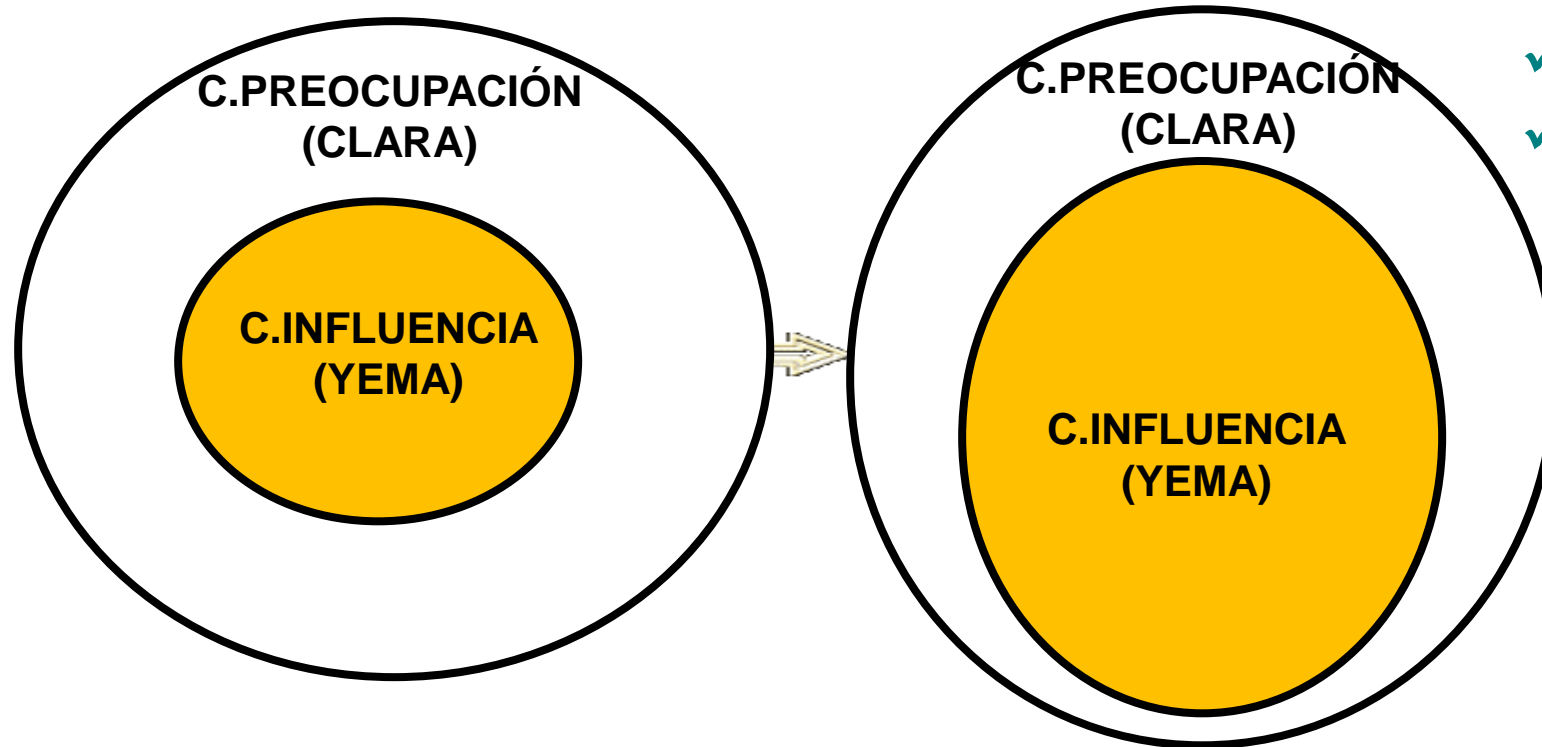 C.PREOCUPACIÓN
(CLARA)
C.INFLUENCIA
(YEMA)
C.PREOCUPACIÓN
(CLARA)
C.INFLUENCIA
(YEMA)